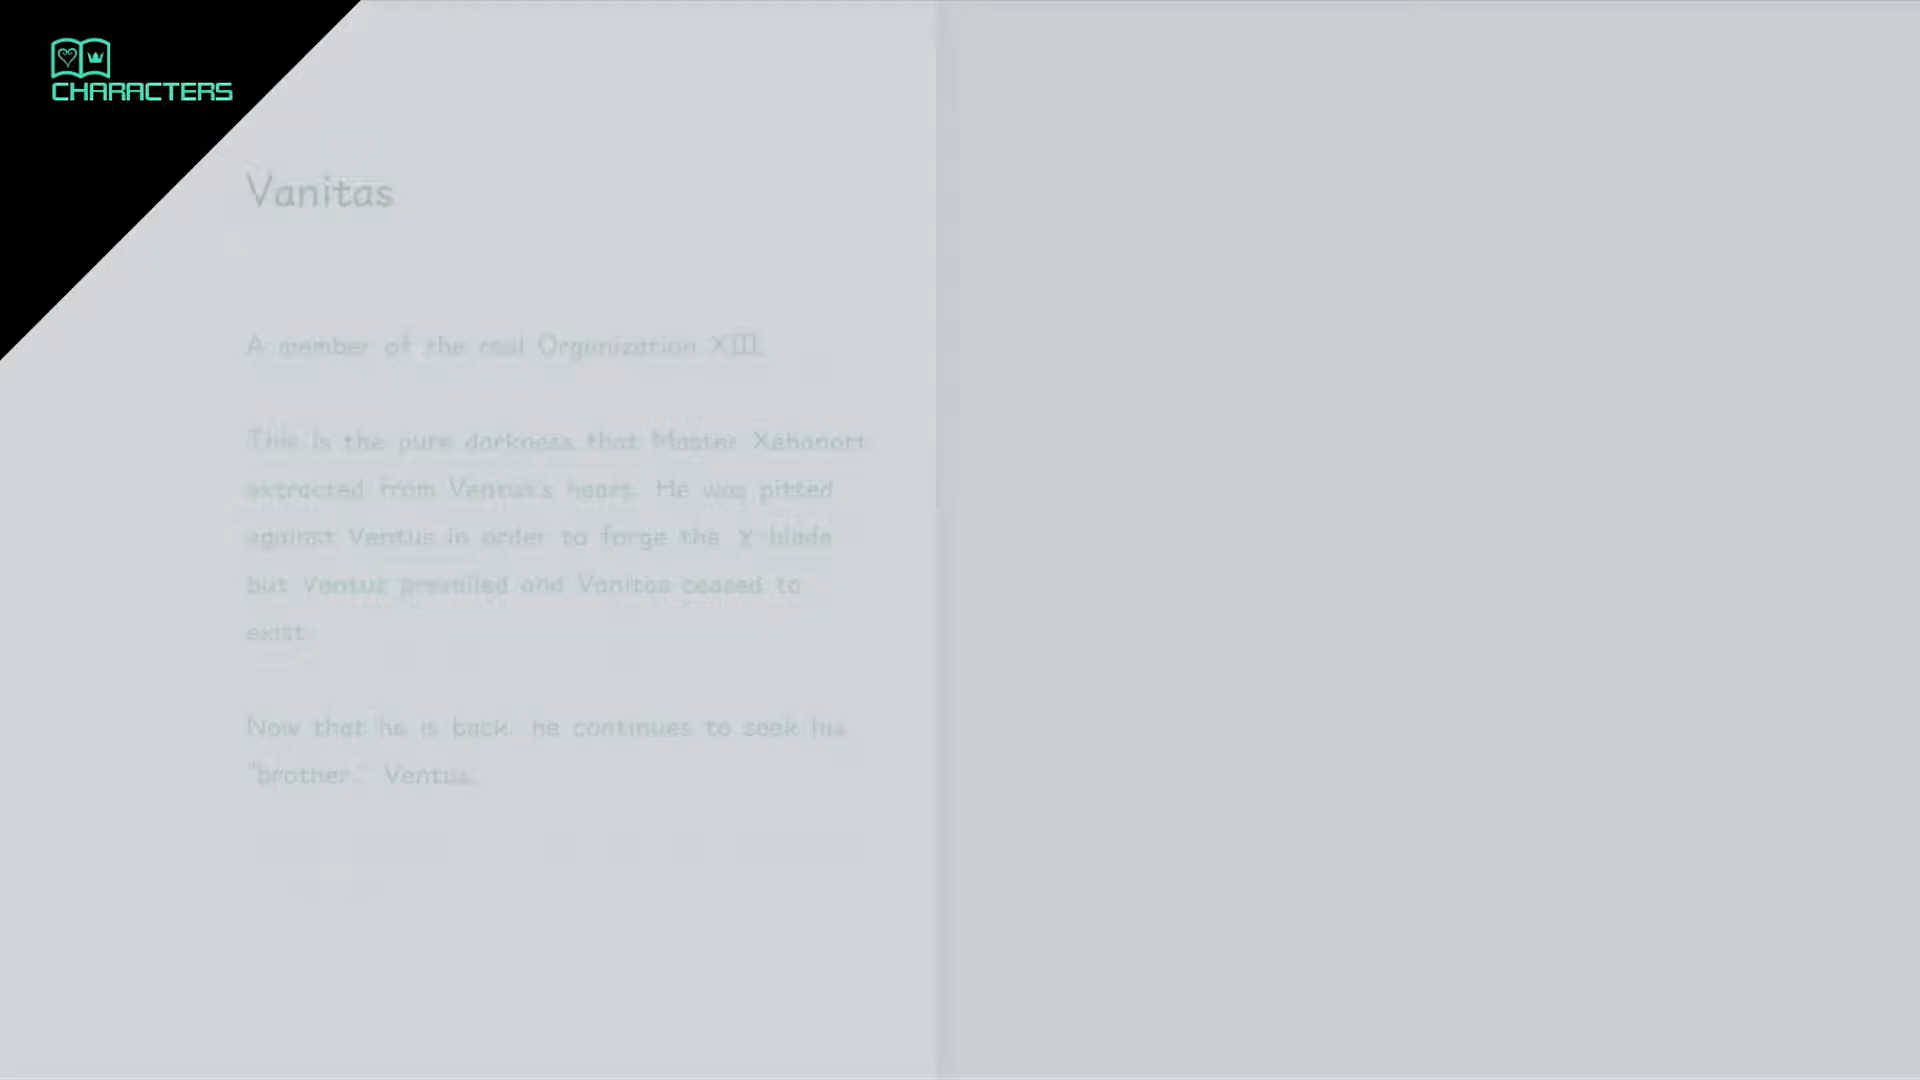 CHARACTERS
Vanitas
A member of the real Organization XIII.
This is the pure darkness that Master Xehanort
extracted from Ventus's heart. He was pitted
against Ventus in order to forge the χ-blade
but Ventus prevailed and Vanitas ceased to
exist.
Now that he is back, he continues to seek his
"brother," Ventus.